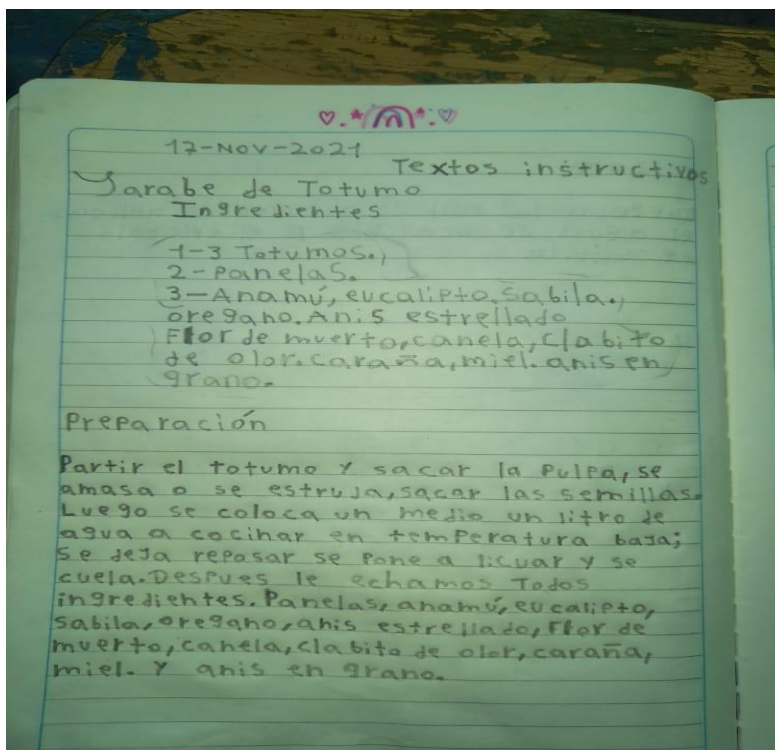 17-NOV-2021
Textos instructivos
Jarabe de Totumo
Ingredientes
1-3 Totumos.,
2-Panelas.
3-Anamú, eucalipto, Sabila.,
oregano. Anis estrellado
Flor de muerto, canela, clabito
de olor. caraña, miel. anis en
grano.
Preparación
Partir el totumo y sacar la pulpa, se
amasa o se estruja, sacar las semillas.
Luego se coloca un medio un litro de
agua a cocinar en temperatura baja;
se deja reposar se pone a licuar y se
cuela. Despues le echamos Todos
ingredientes. Panelas, anamú, eucalipto,
sabila, oregano, anis estrellado, Flor de
muerto, canela, clabito de olor, caraña,
miel. Y anis en grano.